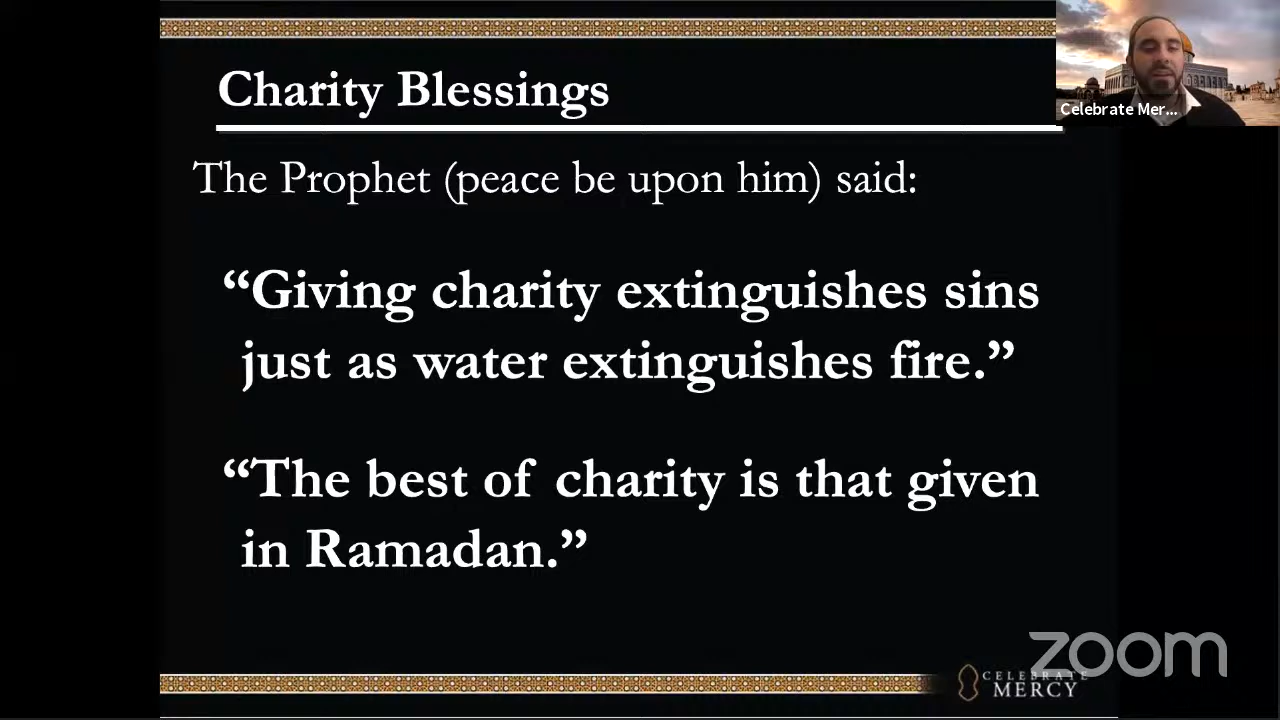 Charity Blessings
Celebrate Mer...
The Prophet (peace be upon him) said:
“Giving charity extinguishes sins
just as water extinguishes fire.”
“The best of charity is that given
in Ramadan.”
zoom
CELEBRATE
MERCY